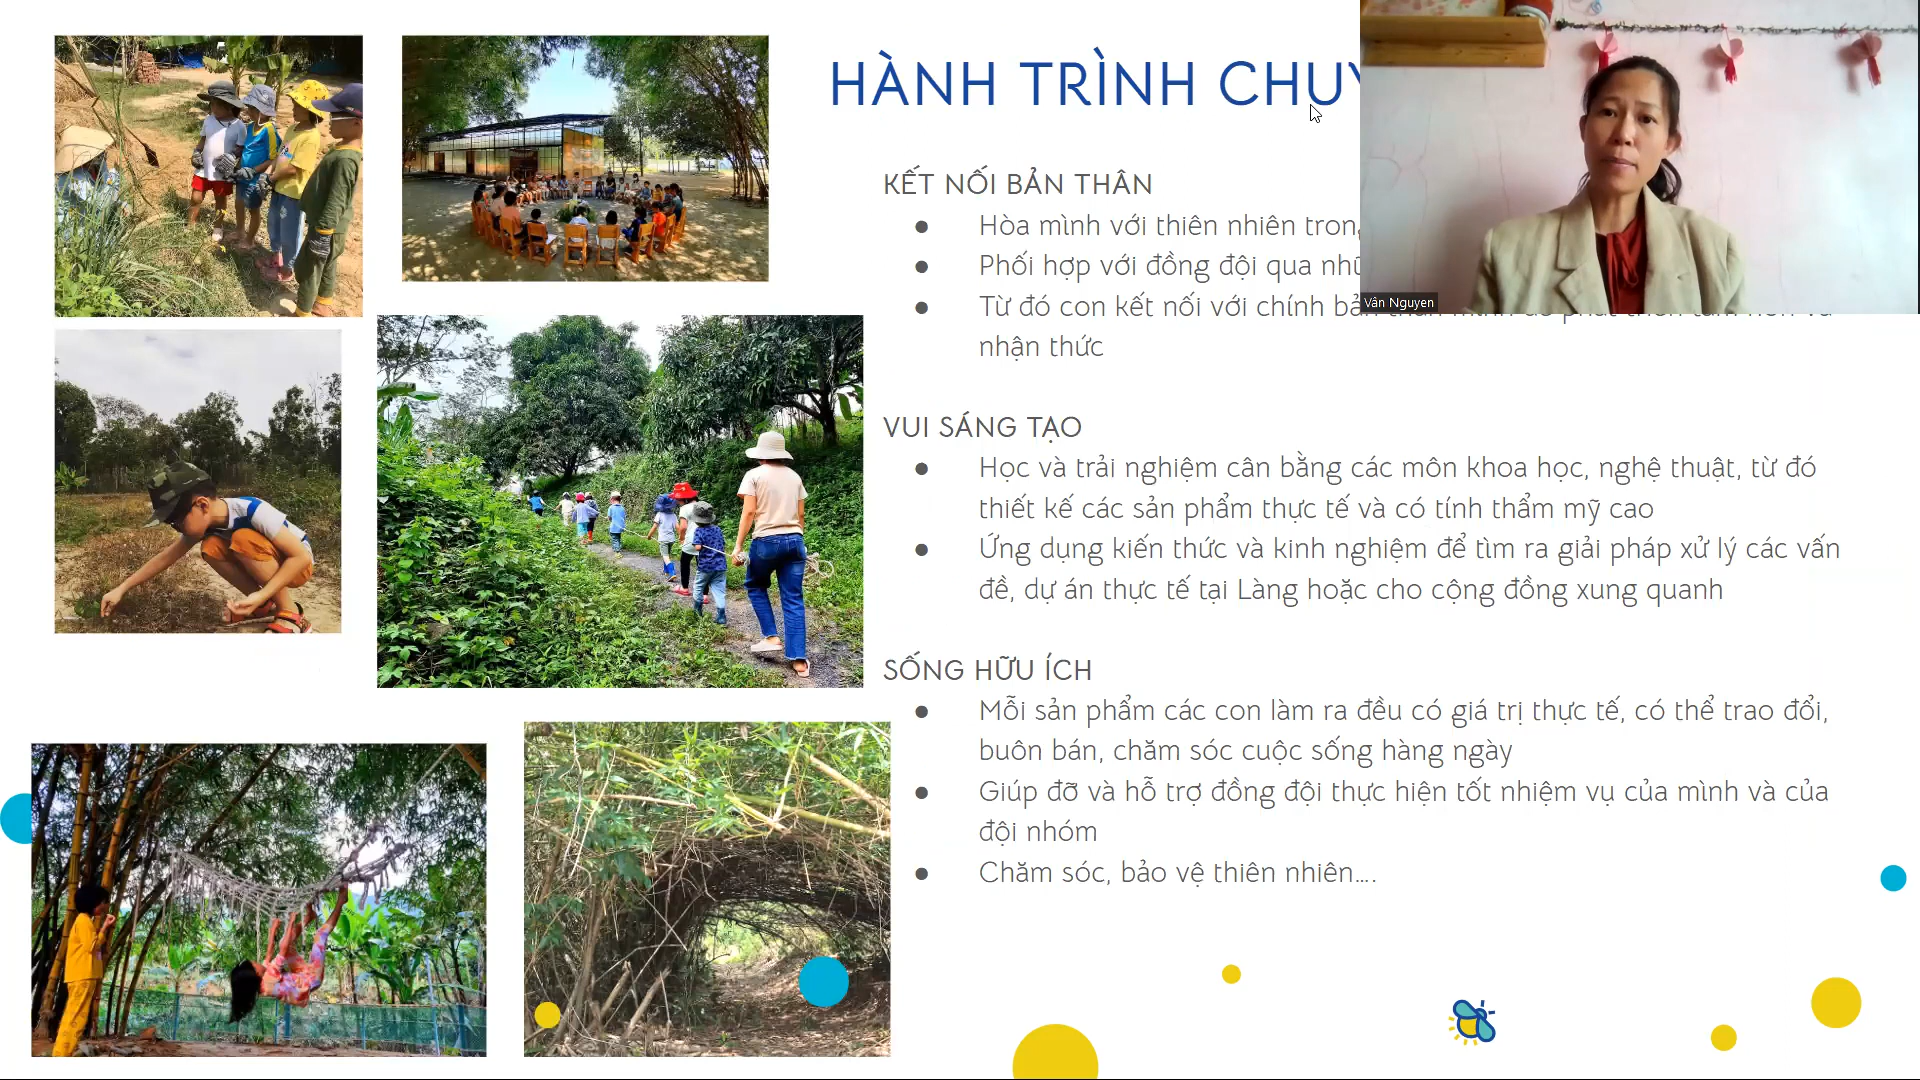 HÀNH TRÌNH
KẾT NỐI BẢN THÂN
● Hòa mình với thiên nhiên
● Phối hợp với đồng đội qua
● Từ đó con kết nối với chính
nhận thức
VUI SÁNG TẠO
● Học và trải nghiệm cân bằng các môn khoa học, nghệ thuật, từ đó
thiết kế các sản phẩm thực tế và có tính thẩm mỹ cao
● Ứng dụng kiến thức và kinh nghiệm để tìm ra giải pháp xử lý các vấn
đề, dự án thực tế tại Làng hoặc cho cộng đồng xung quanh
SỐNG HỮU ÍCH
● Mỗi sản phẩm các con làm ra đều có giá trị thực tế, có thể trao đổi,
buôn bán, chăm sóc cuộc sống hàng ngày
● Giúp đỡ và hỗ trợ đồng đội thực hiện tốt nhiệm vụ của mình và của
đội nhóm
● Chăm sóc, bảo vệ thiên nhiên....
Vân Nguyen